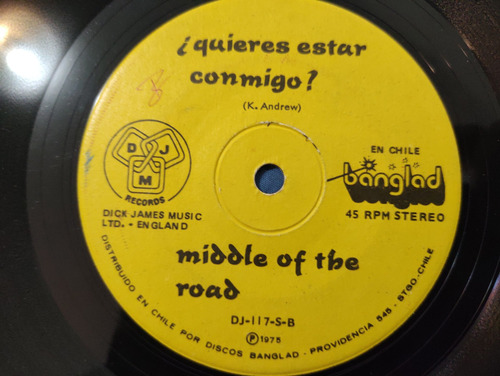 ¿quieres estar
conmigo?
(K. Andrew)
D J M
RECORDS
DICK JAMES MUSIC
LTD. - ENGLAND
EN CHILE
banglad
45 RPM STEREO
middle of the
road
DJ-117-S-B
Ⓟ 1975
DISTRIBUIDO EN CHILE POR DISCOS BANGLAD - PROVIDENCIA 545 - STGO-CHILE